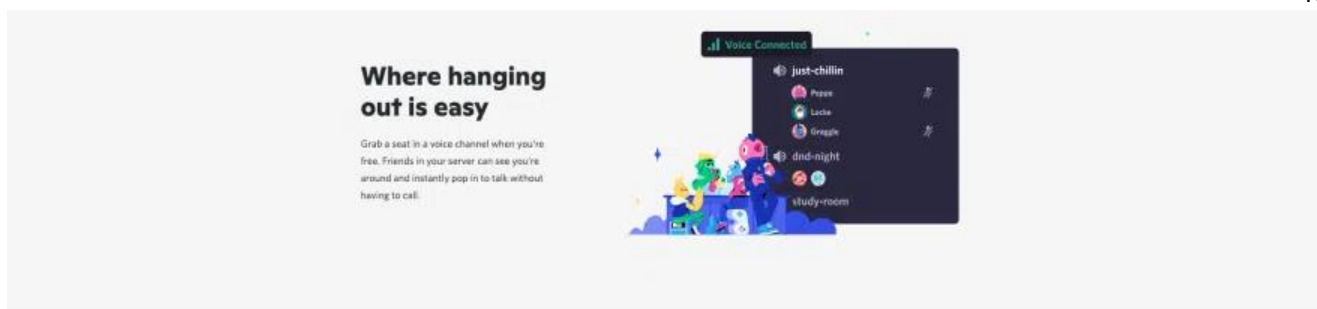 Where hanging
out is easy
Grab a seat in a voice channel when you're
free. Friends in your server can see you're
around and instantly pop in to talk without
having to call.
Voice Connected
just-chillin
Peppe
Locke
Graggle
dnd-night
study-room